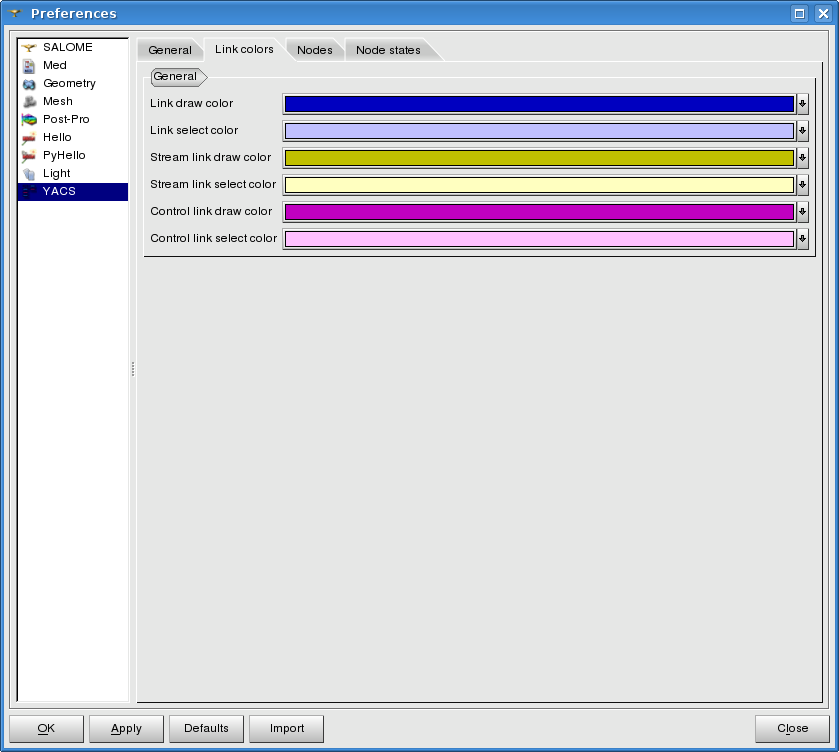 Preferences
SALOME
Med
Geometry
Mesh
Post-Pro
Hello
PyHello
Light
YACS
General
Link colors
Nodes
Node states
General
Link draw color
Link select color
Stream link draw color
Stream link select color
Control link draw color
Control link select color
OK
Apply
Defaults
Import
Close